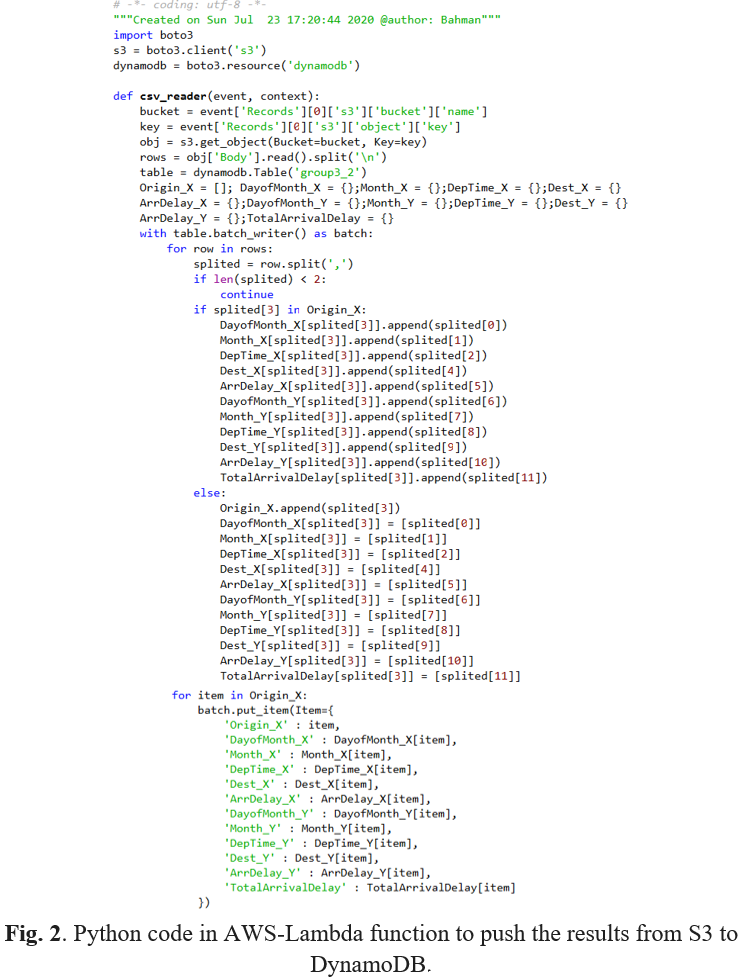 # -*- coding: utf-8 -*-
"""Created on Sun Jul  23 17:20:44 2020 @author: Bahman"""
import boto3
s3 = boto3.client('s3')
dynamodb = boto3.resource('dynamodb')

def csv_reader(event, context):
    bucket = event['Records'][0]['s3']['bucket']['name']
    key = event['Records'][0]['s3']['object']['key']
    obj = s3.get_object(Bucket=bucket, Key=key)
    rows = obj['Body'].read().split('\n')
    table = dynamodb.Table('group3_2')
    Origin_X = []; DayofMonth_X = {};Month_X = {};DepTime_X = {};Dest_X = {}
    ArrDelay_X = {};DayofMonth_Y = {};Month_Y = {};DepTime_Y = {};Dest_Y = {}
    ArrDelay_Y = {};TotalArrivalDelay = {}
    with table.batch_writer() as batch:
        for row in rows:
            splited = row.split(',')
            if len(splited) < 2:
                continue
            if splited[3] in Origin_X:
                DayofMonth_X[splited[3]].append(splited[0])
                Month_X[splited[3]].append(splited[1])
                DepTime_X[splited[3]].append(splited[2])
                Dest_X[splited[3]].append(splited[4])
                ArrDelay_X[splited[3]].append(splited[5])
                DayofMonth_Y[splited[3]].append(splited[6])
                Month_Y[splited[3]].append(splited[7])
                DepTime_Y[splited[3]].append(splited[8])
                Dest_Y[splited[3]].append(splited[9])
                ArrDelay_Y[splited[3]].append(splited[10])
                TotalArrivalDelay[splited[3]].append(splited[11])
            else:
                Origin_X.append(splited[3])
                DayofMonth_X[splited[3]] = [splited[0]]
                Month_X[splited[3]] = [splited[1]]
                DepTime_X[splited[3]] = [splited[2]]
                Dest_X[splited[3]] = [splited[4]]
                ArrDelay_X[splited[3]] = [splited[5]]
                DayofMonth_Y[splited[3]] = [splited[6]]
                Month_Y[splited[3]] = [splited[7]]
                DepTime_Y[splited[3]] = [splited[8]]
                Dest_Y[splited[3]] = [splited[9]]
                ArrDelay_Y[splited[3]] = [splited[10]]
                TotalArrivalDelay[splited[3]] = [splited[11]]
        for item in Origin_X:
            batch.put_item(Item={
                'Origin_X' : item,
                'DayofMonth_X' : DayofMonth_X[item],
                'Month_X' : Month_X[item],
                'DepTime_X' : DepTime_X[item],
                'Dest_X' : Dest_X[item],
                'ArrDelay_X' : ArrDelay_X[item],
                'DayofMonth_Y' : DayofMonth_Y[item],
                'Month_Y' : Month_Y[item],
                'DepTime_Y' : DepTime_Y[item],
                'Dest_Y' : Dest_Y[item],
                'ArrDelay_Y' : ArrDelay_Y[item],
                'TotalArrivalDelay' : TotalArrivalDelay[item]
            })
Fig. 2. Python code in AWS-Lambda function to push the results from S3 to
DynamoDB.